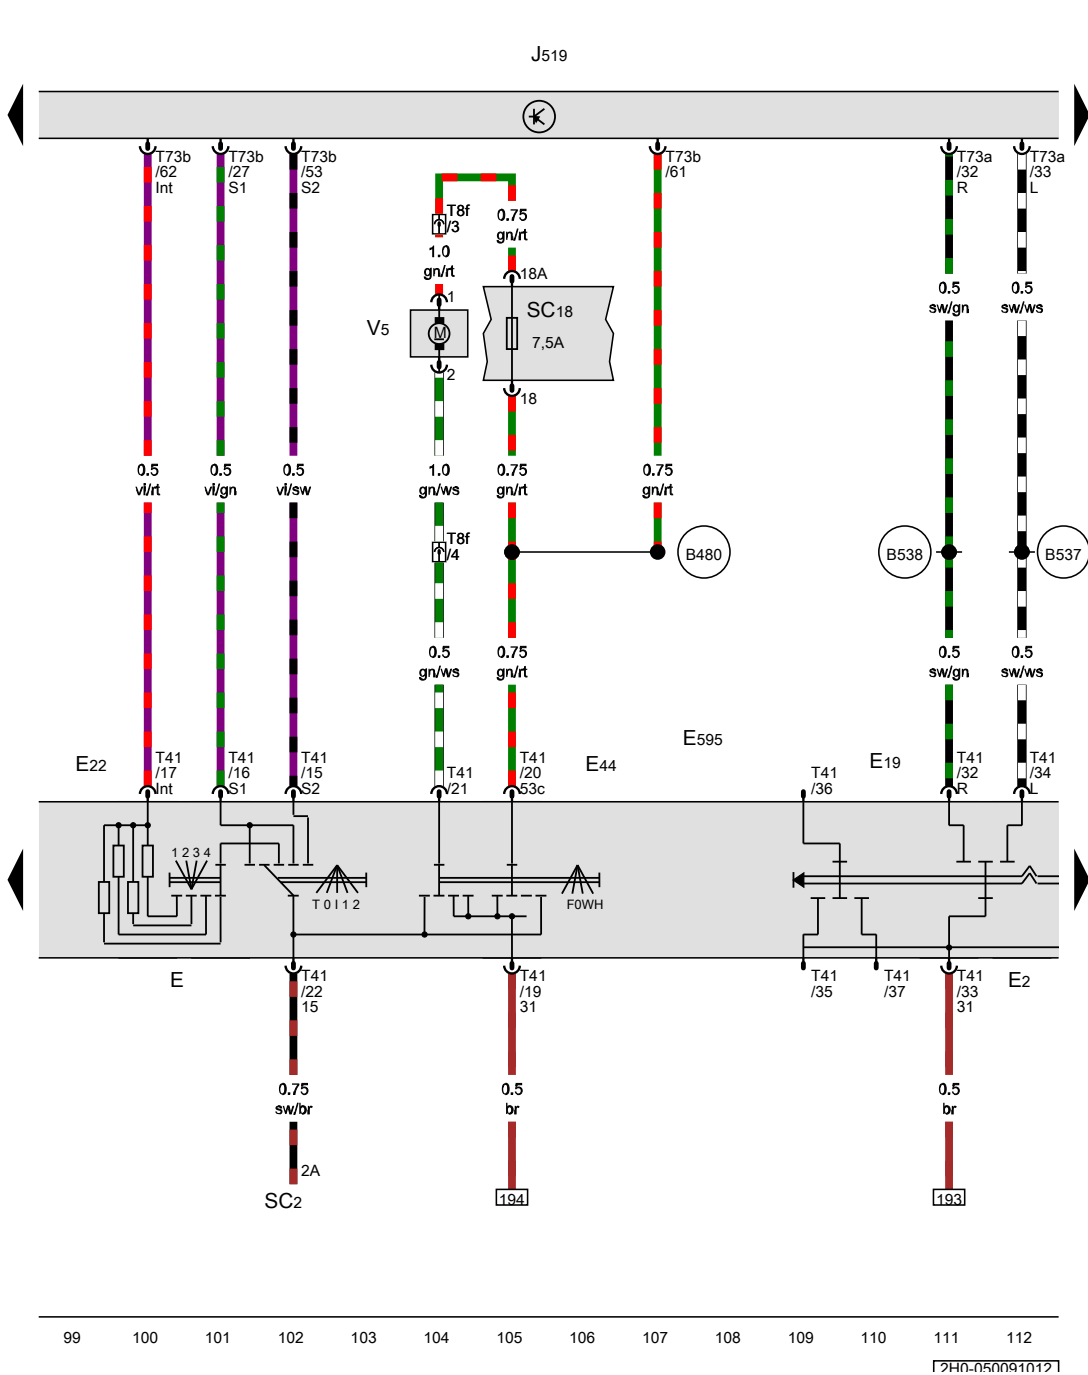 J519
T73b
/62
Int
T73b
/27
S1
T73b
/53
S2
T73b
/61
T73a
/32
R
T73a
/33
L
T8f
/3
0.75
gn/rt
1.0
gn/rt
18A
1
SC18
7,5A
V5
M
2
18
0.5
sw/gn
0.5
sw/ws
0.5
vi/rt
0.5
vi/gn
0.5
vi/sw
1.0
gn/ws
0.75
gn/rt
0.75
gn/rt
T8f
/4
B480
B538
B537
0.5
gn/ws
0.75
gn/rt
0.5
sw/gn
0.5
sw/ws
E22
E44
E595
E19
T41
/17
Int
T41
/16
S1
T41
/15
S2
T41
/21
T41
/20
53c
T41
/36
T41
/32
R
T41
/34
L
1 2 3 4
T 0 I 1 2
F0WH
E
T41
/22
15
T41
/19
31
T41
/35
T41
/37
T41
/33
31
E2
0.75
sw/br
0.5
br
0.5
br
2A
SC2
194
193
99 100 101 102 103 104 105 106 107 108 109 110 111 112
2H0-050091012